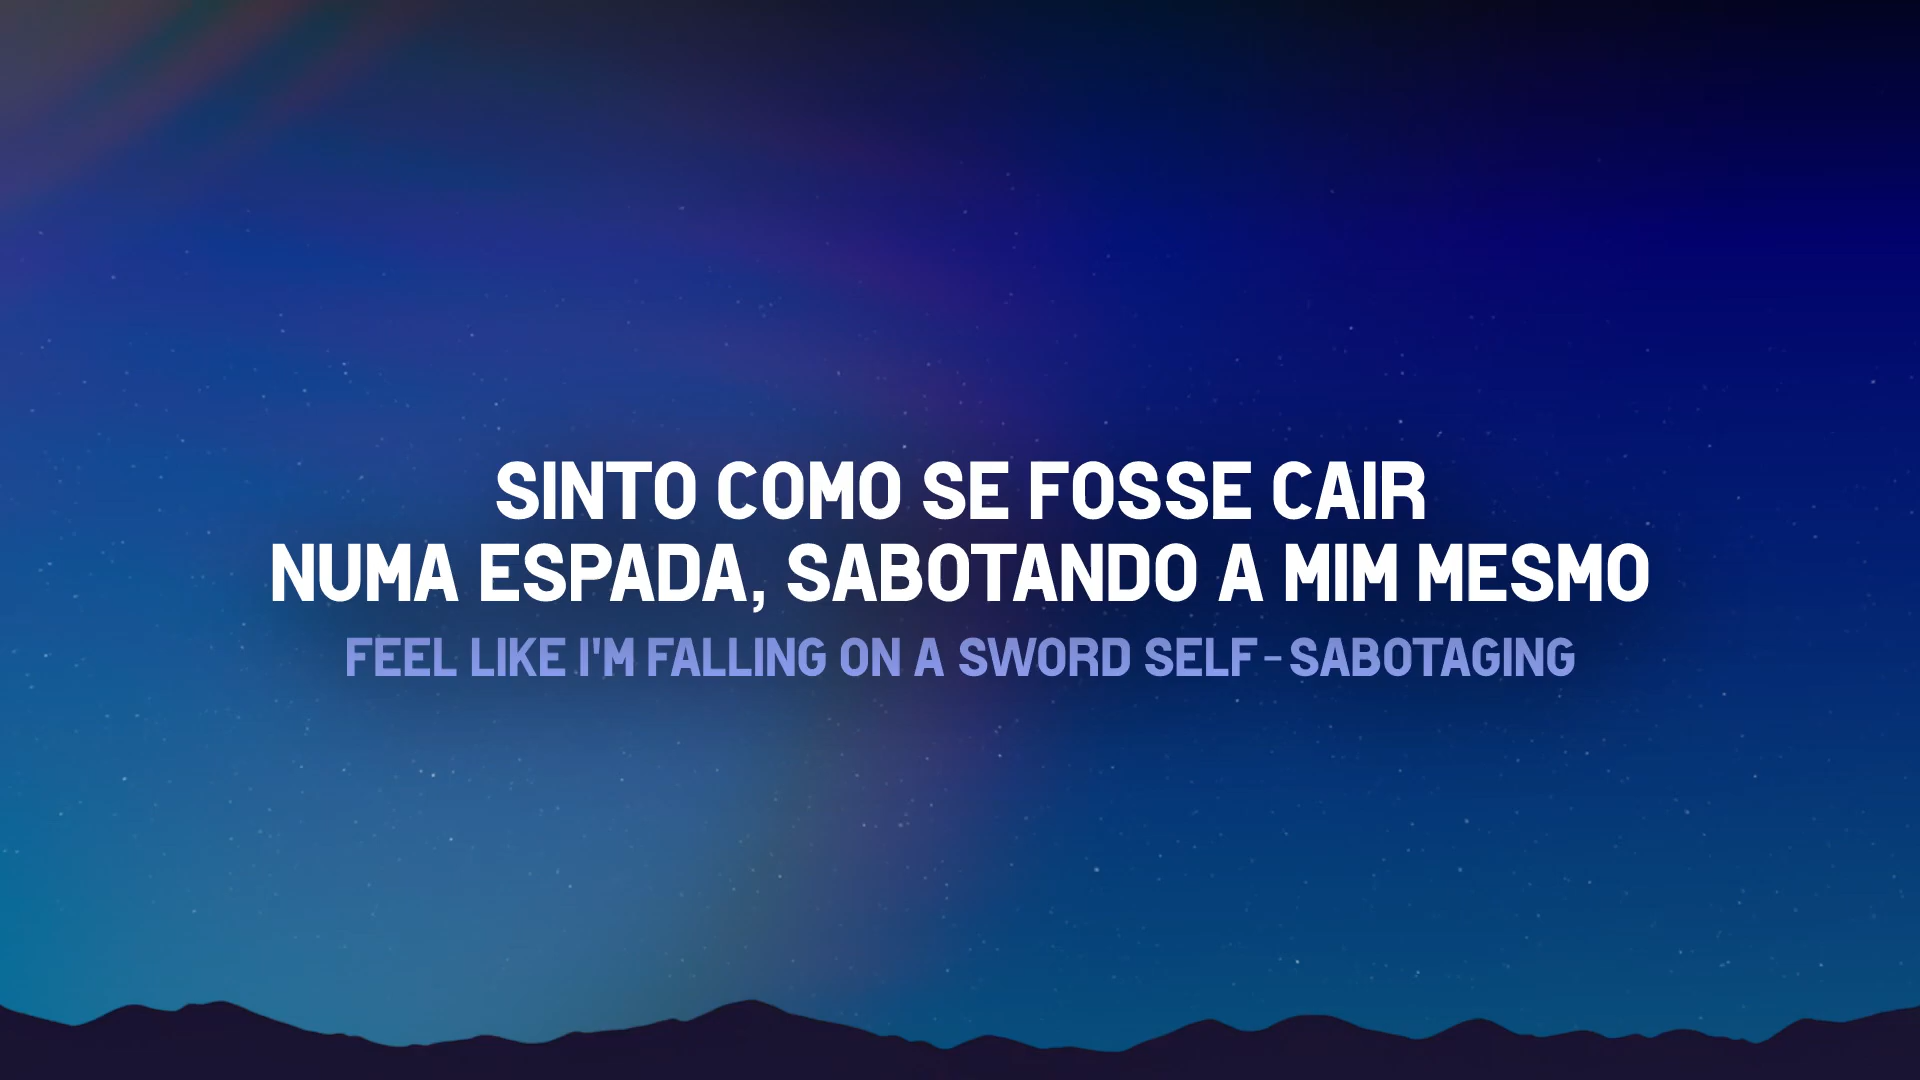 SINTO COMO SE FOSSE CAIR
NUMA ESPADA, SABOTANDO A MIM MESMO
FEEL LIKE I'M FALLING ON A SWORD SELF-SABOTAGING